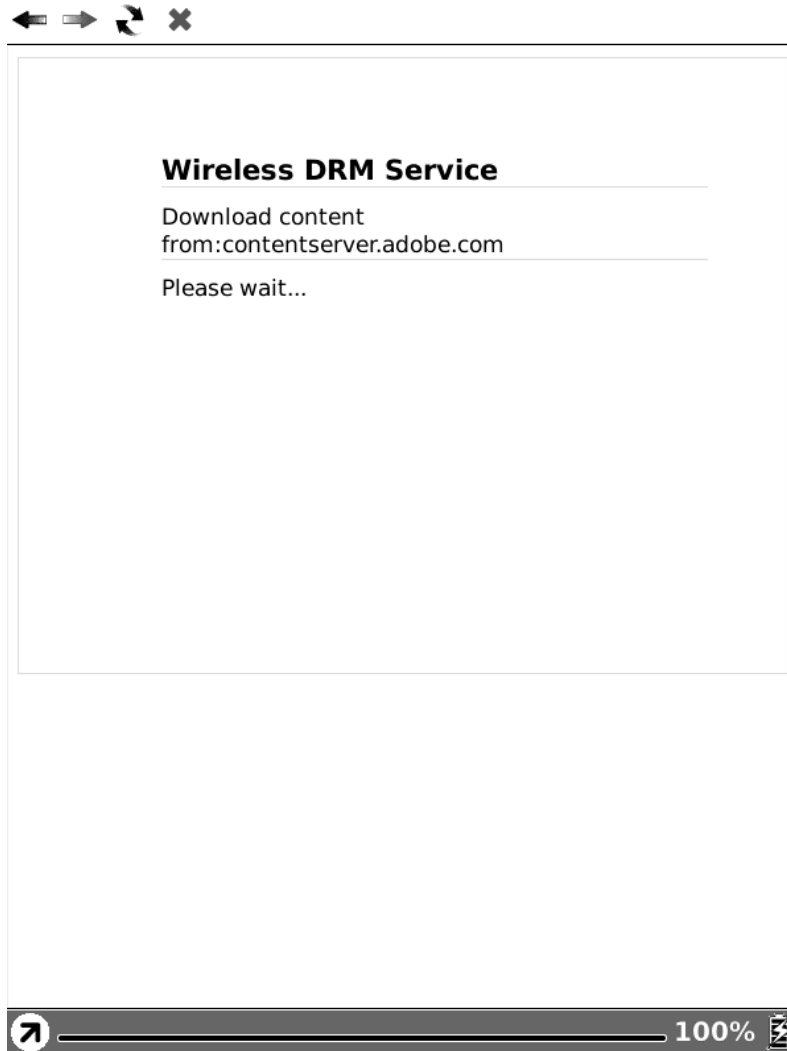 Wireless DRM Service
Download content
from:contentserver.adobe.com
Please wait...
100%